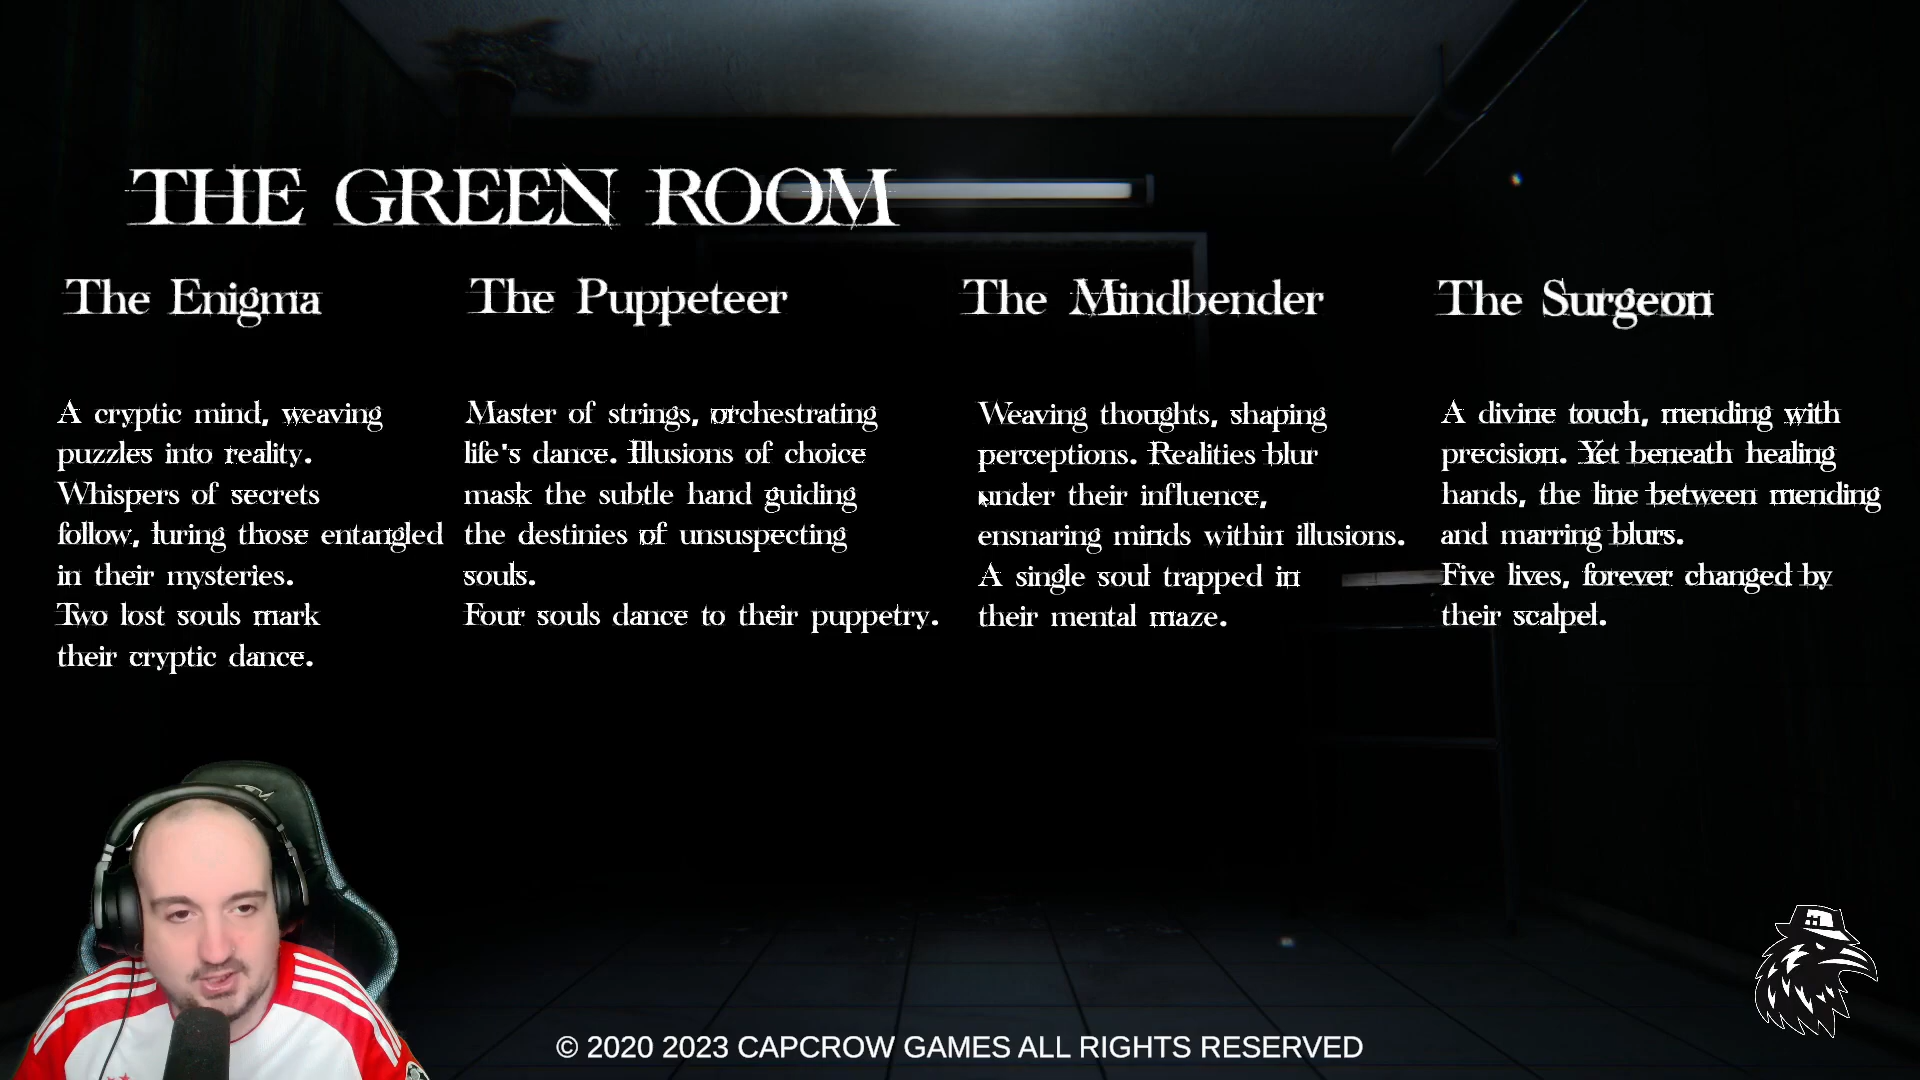 THE GREEN ROOM
The Enigma
A cryptic mind, weaving
puzzles into reality.
Whispers of secrets
follow, luring those entangled
in their mysteries.
Two lost souls mark
their cryptic dance.
The Puppeteer
Master of strings, orchestrating
life's dance. Illusions of choice
mask the subtle hand guiding
the destinies of unsuspecting
souls.
Four souls dance to their puppetry.
The Mindbender
Weaving thoughts, shaping
perceptions. Realities blur
under their influence,
ensnaring minds within illusions.
A single soul trapped in
their mental maze.
The Surgeon
A divine touch, mending with
precision. Yet beneath healing
hands, the line between mending
and marring blurs.
Five lives, forever changed by
their scalpel.
© 2020 2023 CAPCROW GAMES ALL RIGHTS RESERVED